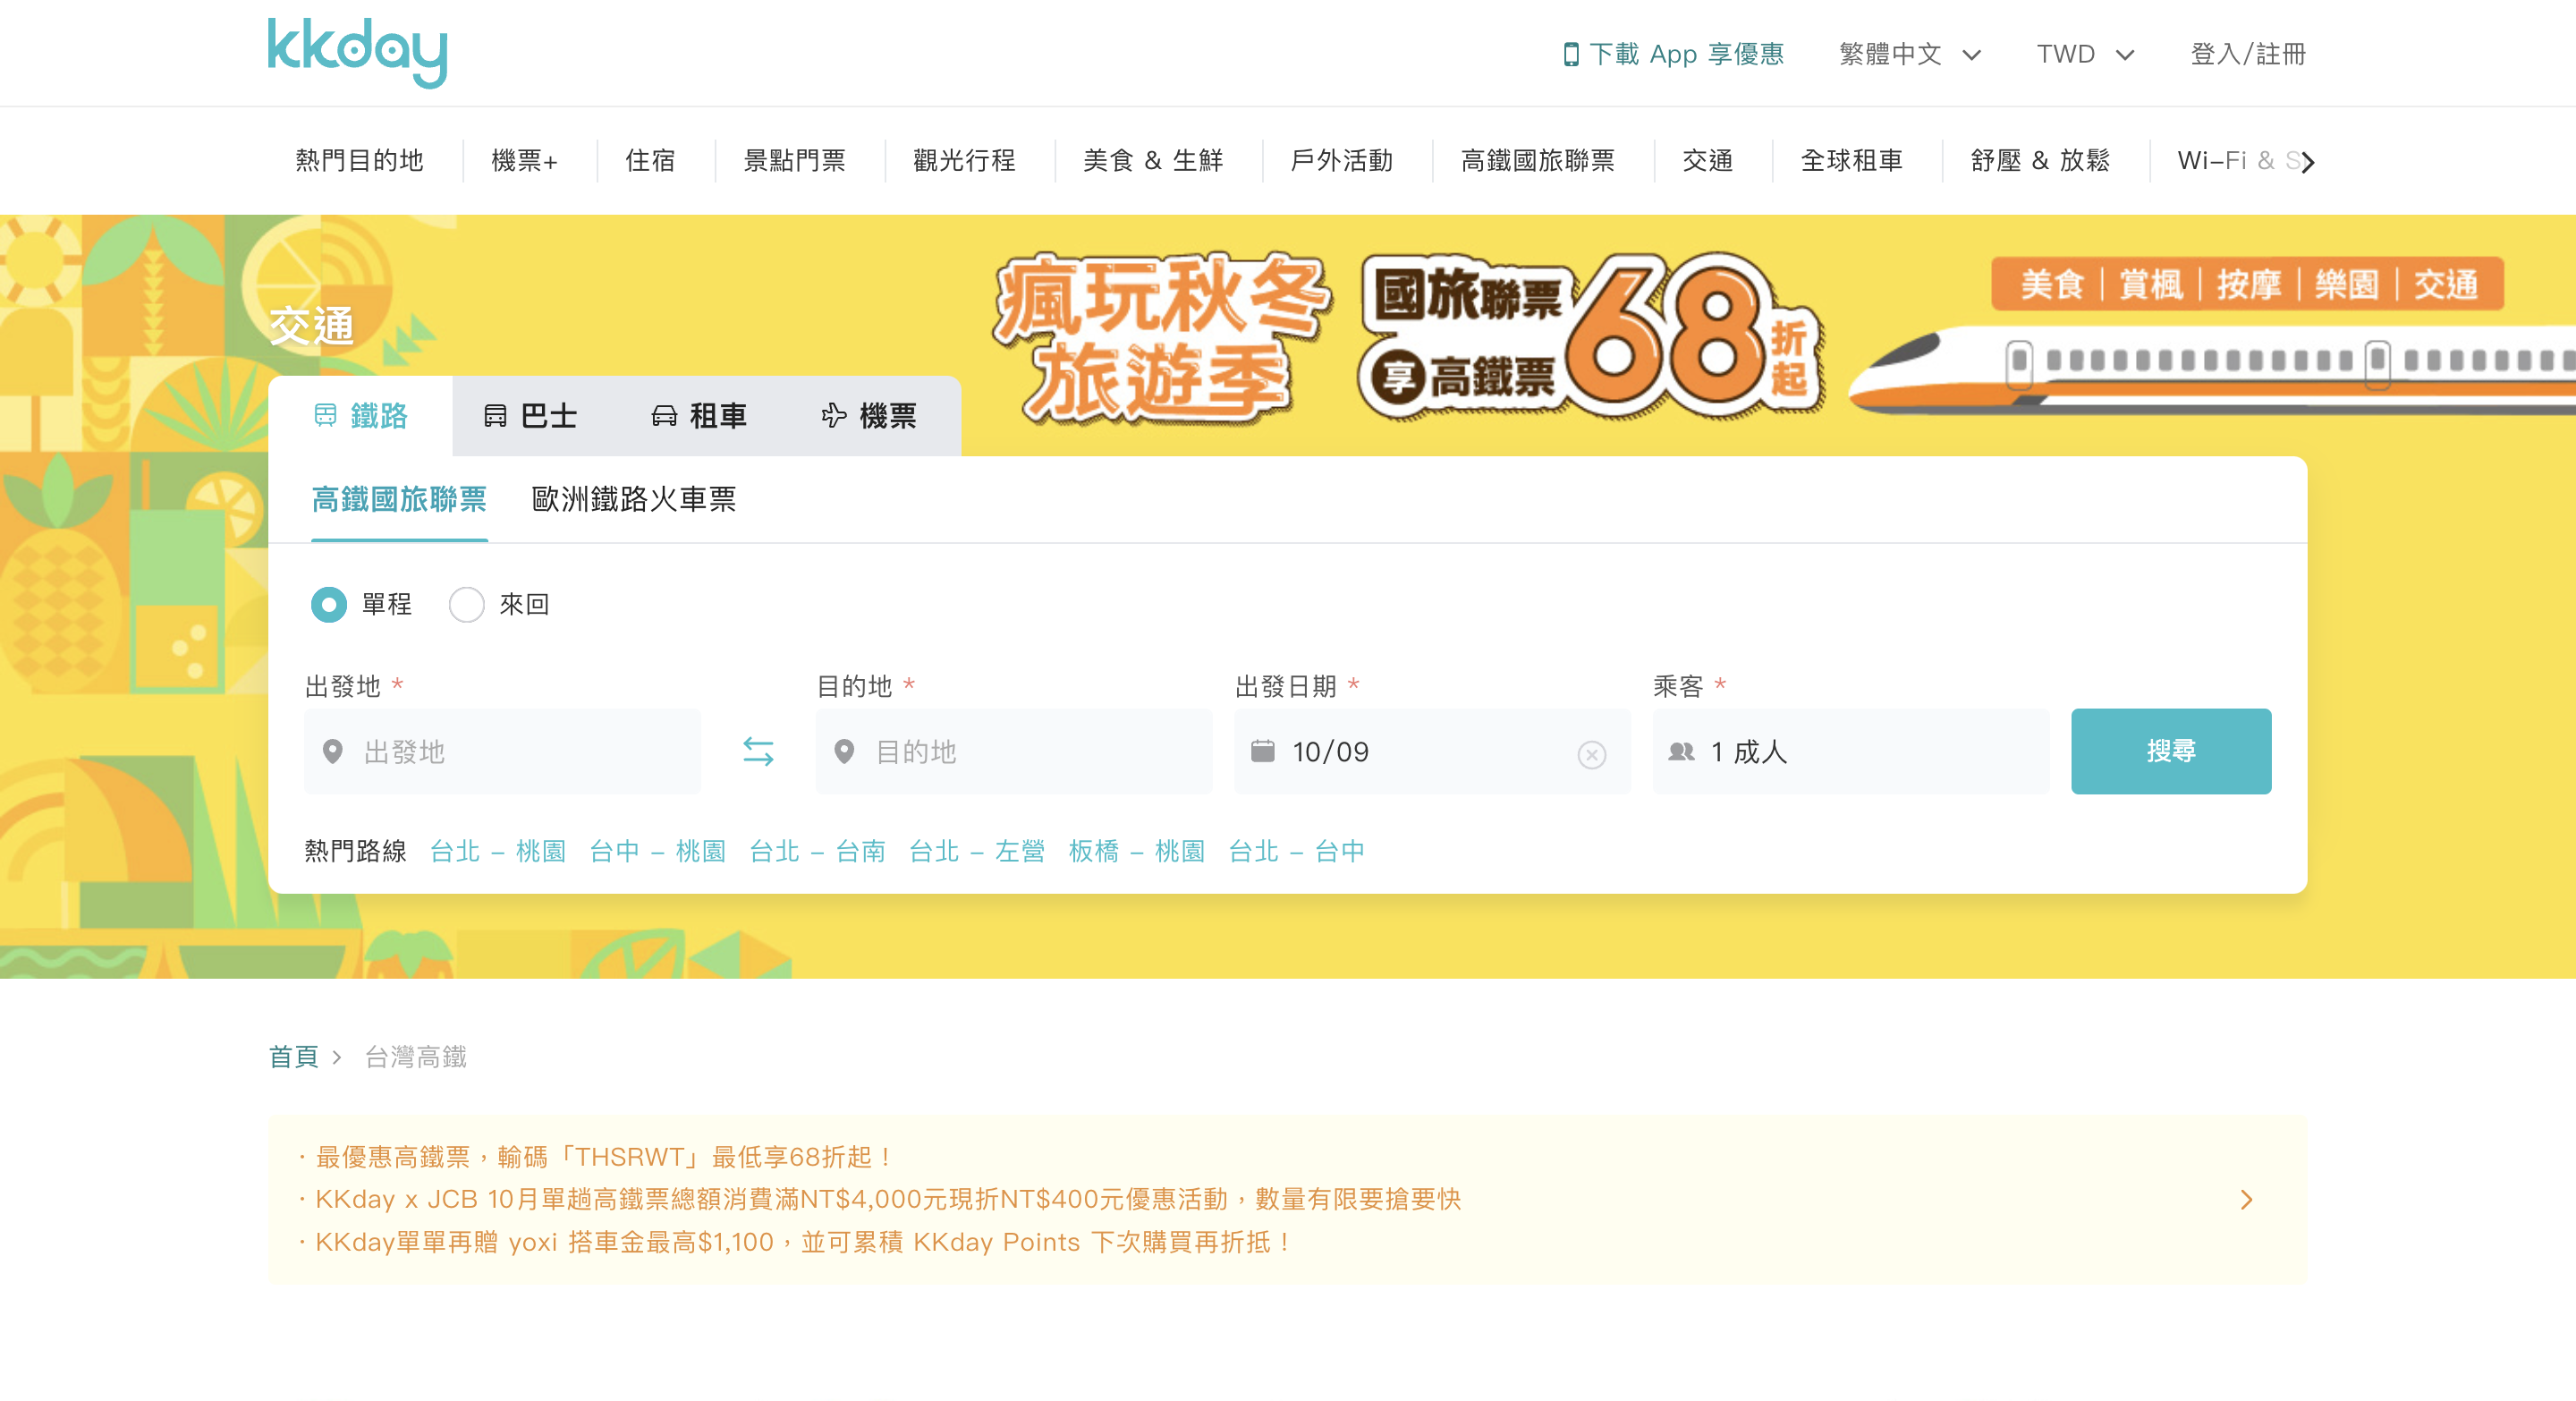 kkday
下載 App 享優惠
繁體中文
TWD
登入/註冊
熱門目的地
機票+
住宿
景點門票
觀光行程
美食 & 生鮮
戶外活動
高鐵國旅聯票
交通
全球租車
舒壓 & 放鬆
Wi-Fi & S
瘋玩秋冬
旅遊季
國旅聯票
享高鐵票
68折起
美食｜賞楓｜按摩｜樂園｜交通
交通
鐵路
巴士
租車
機票
高鐵國旅聯票
歐洲鐵路火車票
單程
來回
出發地 *
目的地 *
出發日期 *
乘客 *
出發地
目的地
10/09
1 成人
搜尋
熱門路線 台北 – 桃園 台中 – 桃園 台北 – 台南 台北 – 左營 板橋 – 桃園 台北 – 台中
首頁 > 台灣高鐵
· 最優惠高鐵票，輸碼「THSRWT」最低享68折起！
· KKday x JCB 10月單趟高鐵票總額消費滿NT$4,000元現折NT$400元優惠活動，數量有限要搶要快
· KKday單單再贈 yoxi 搭車金最高$1,100，並可累積 KKday Points 下次購買再折抵！